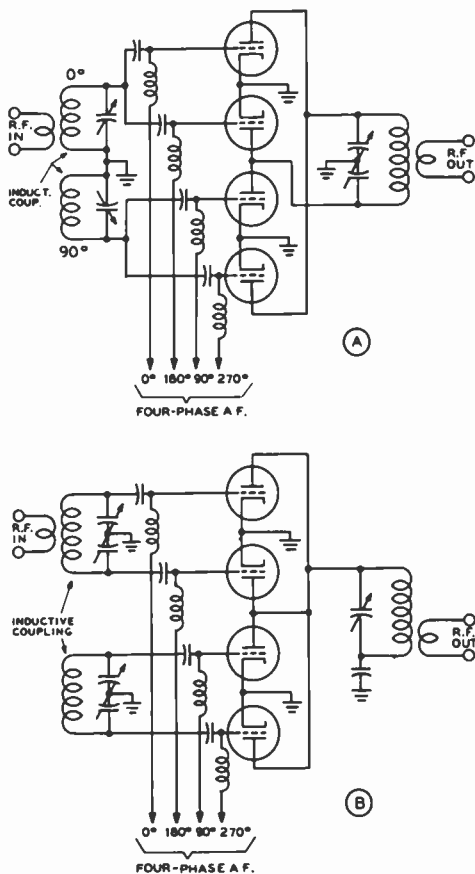 0°
R.F.
IN
INDUCT.
COUP.
90°
R.F
OUT
A
0° 180° 90° 270°
FOUR-PHASE A F.
R.F.
IN
INDUCTIVE
COUPLING
R.F.
OUT
B
0° 180° 90° 270°
FOUR-PHASE A F.